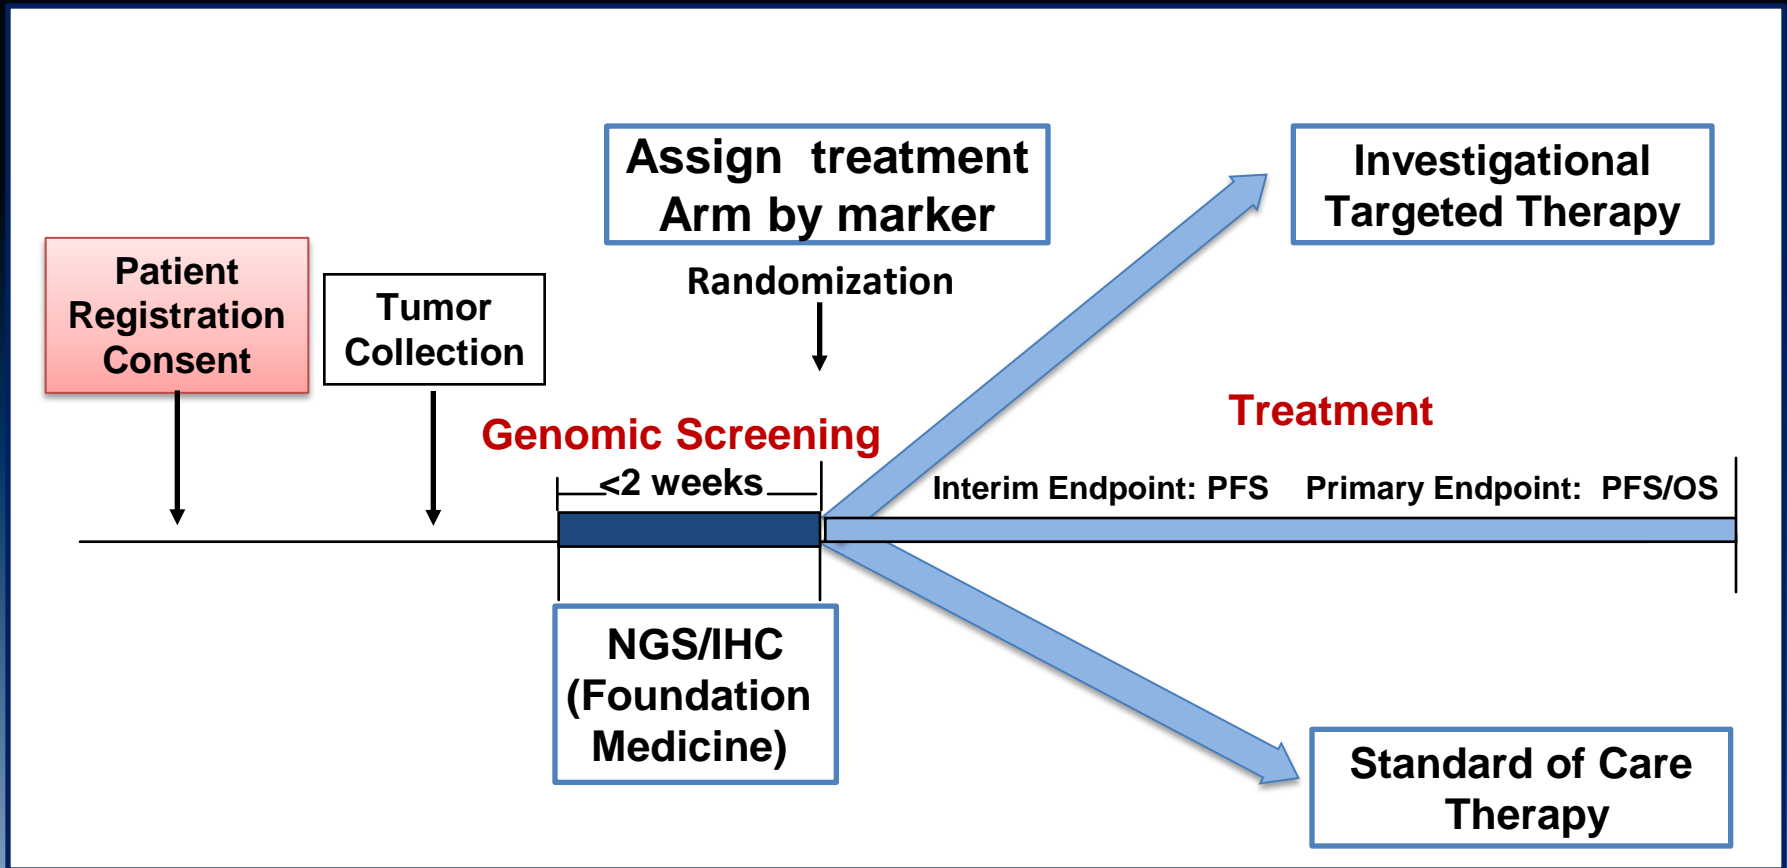 Assign treatment
Arm by marker
Investigational
Targeted Therapy
Patient
Registration
Consent
Tumor
Collection
Randomization
Genomic Screening
<2 weeks
Treatment
Interim Endpoint: PFS
Primary Endpoint: PFS/OS
NGS/IHC
(Foundation
Medicine)
Standard of Care
Therapy